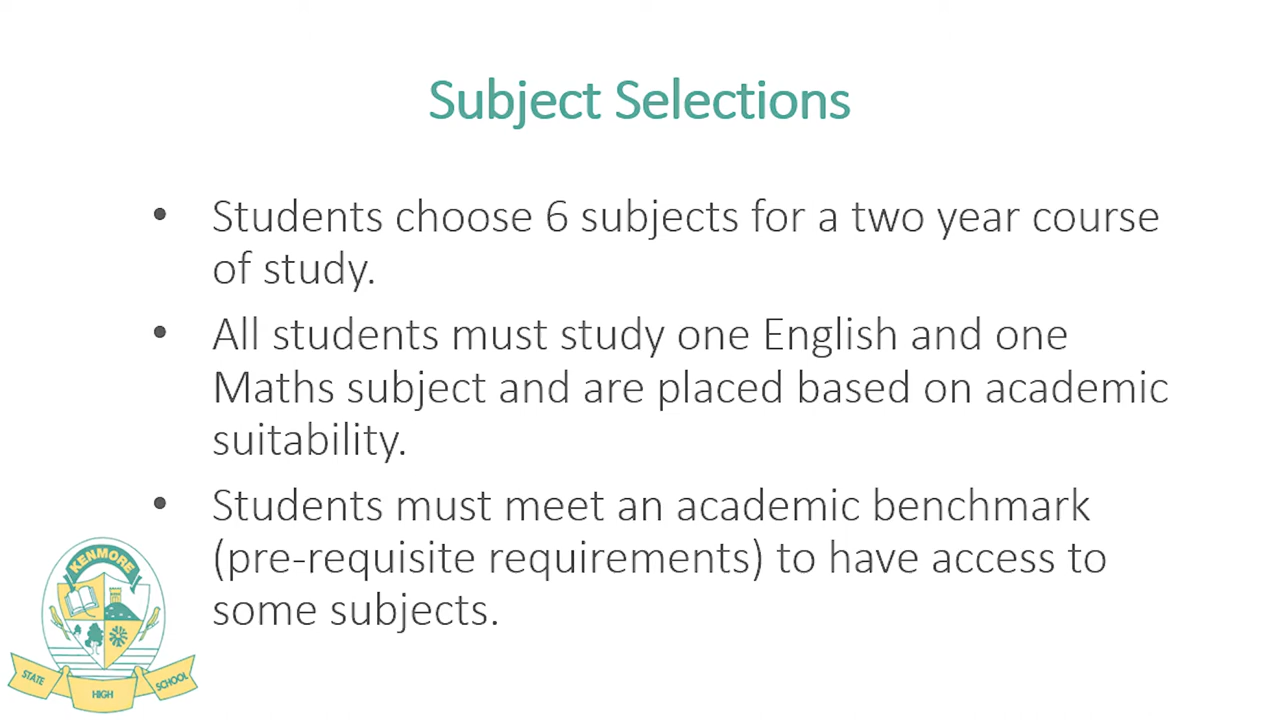 Subject Selections
• Students choose 6 subjects for a two year course
of study.
• All students must study one English and one
Maths subject and are placed based on academic
suitability.
• Students must meet an academic benchmark
(pre-requisite requirements) to have access to
some subjects.
KENMORE
STATE HIGH SCHOOL